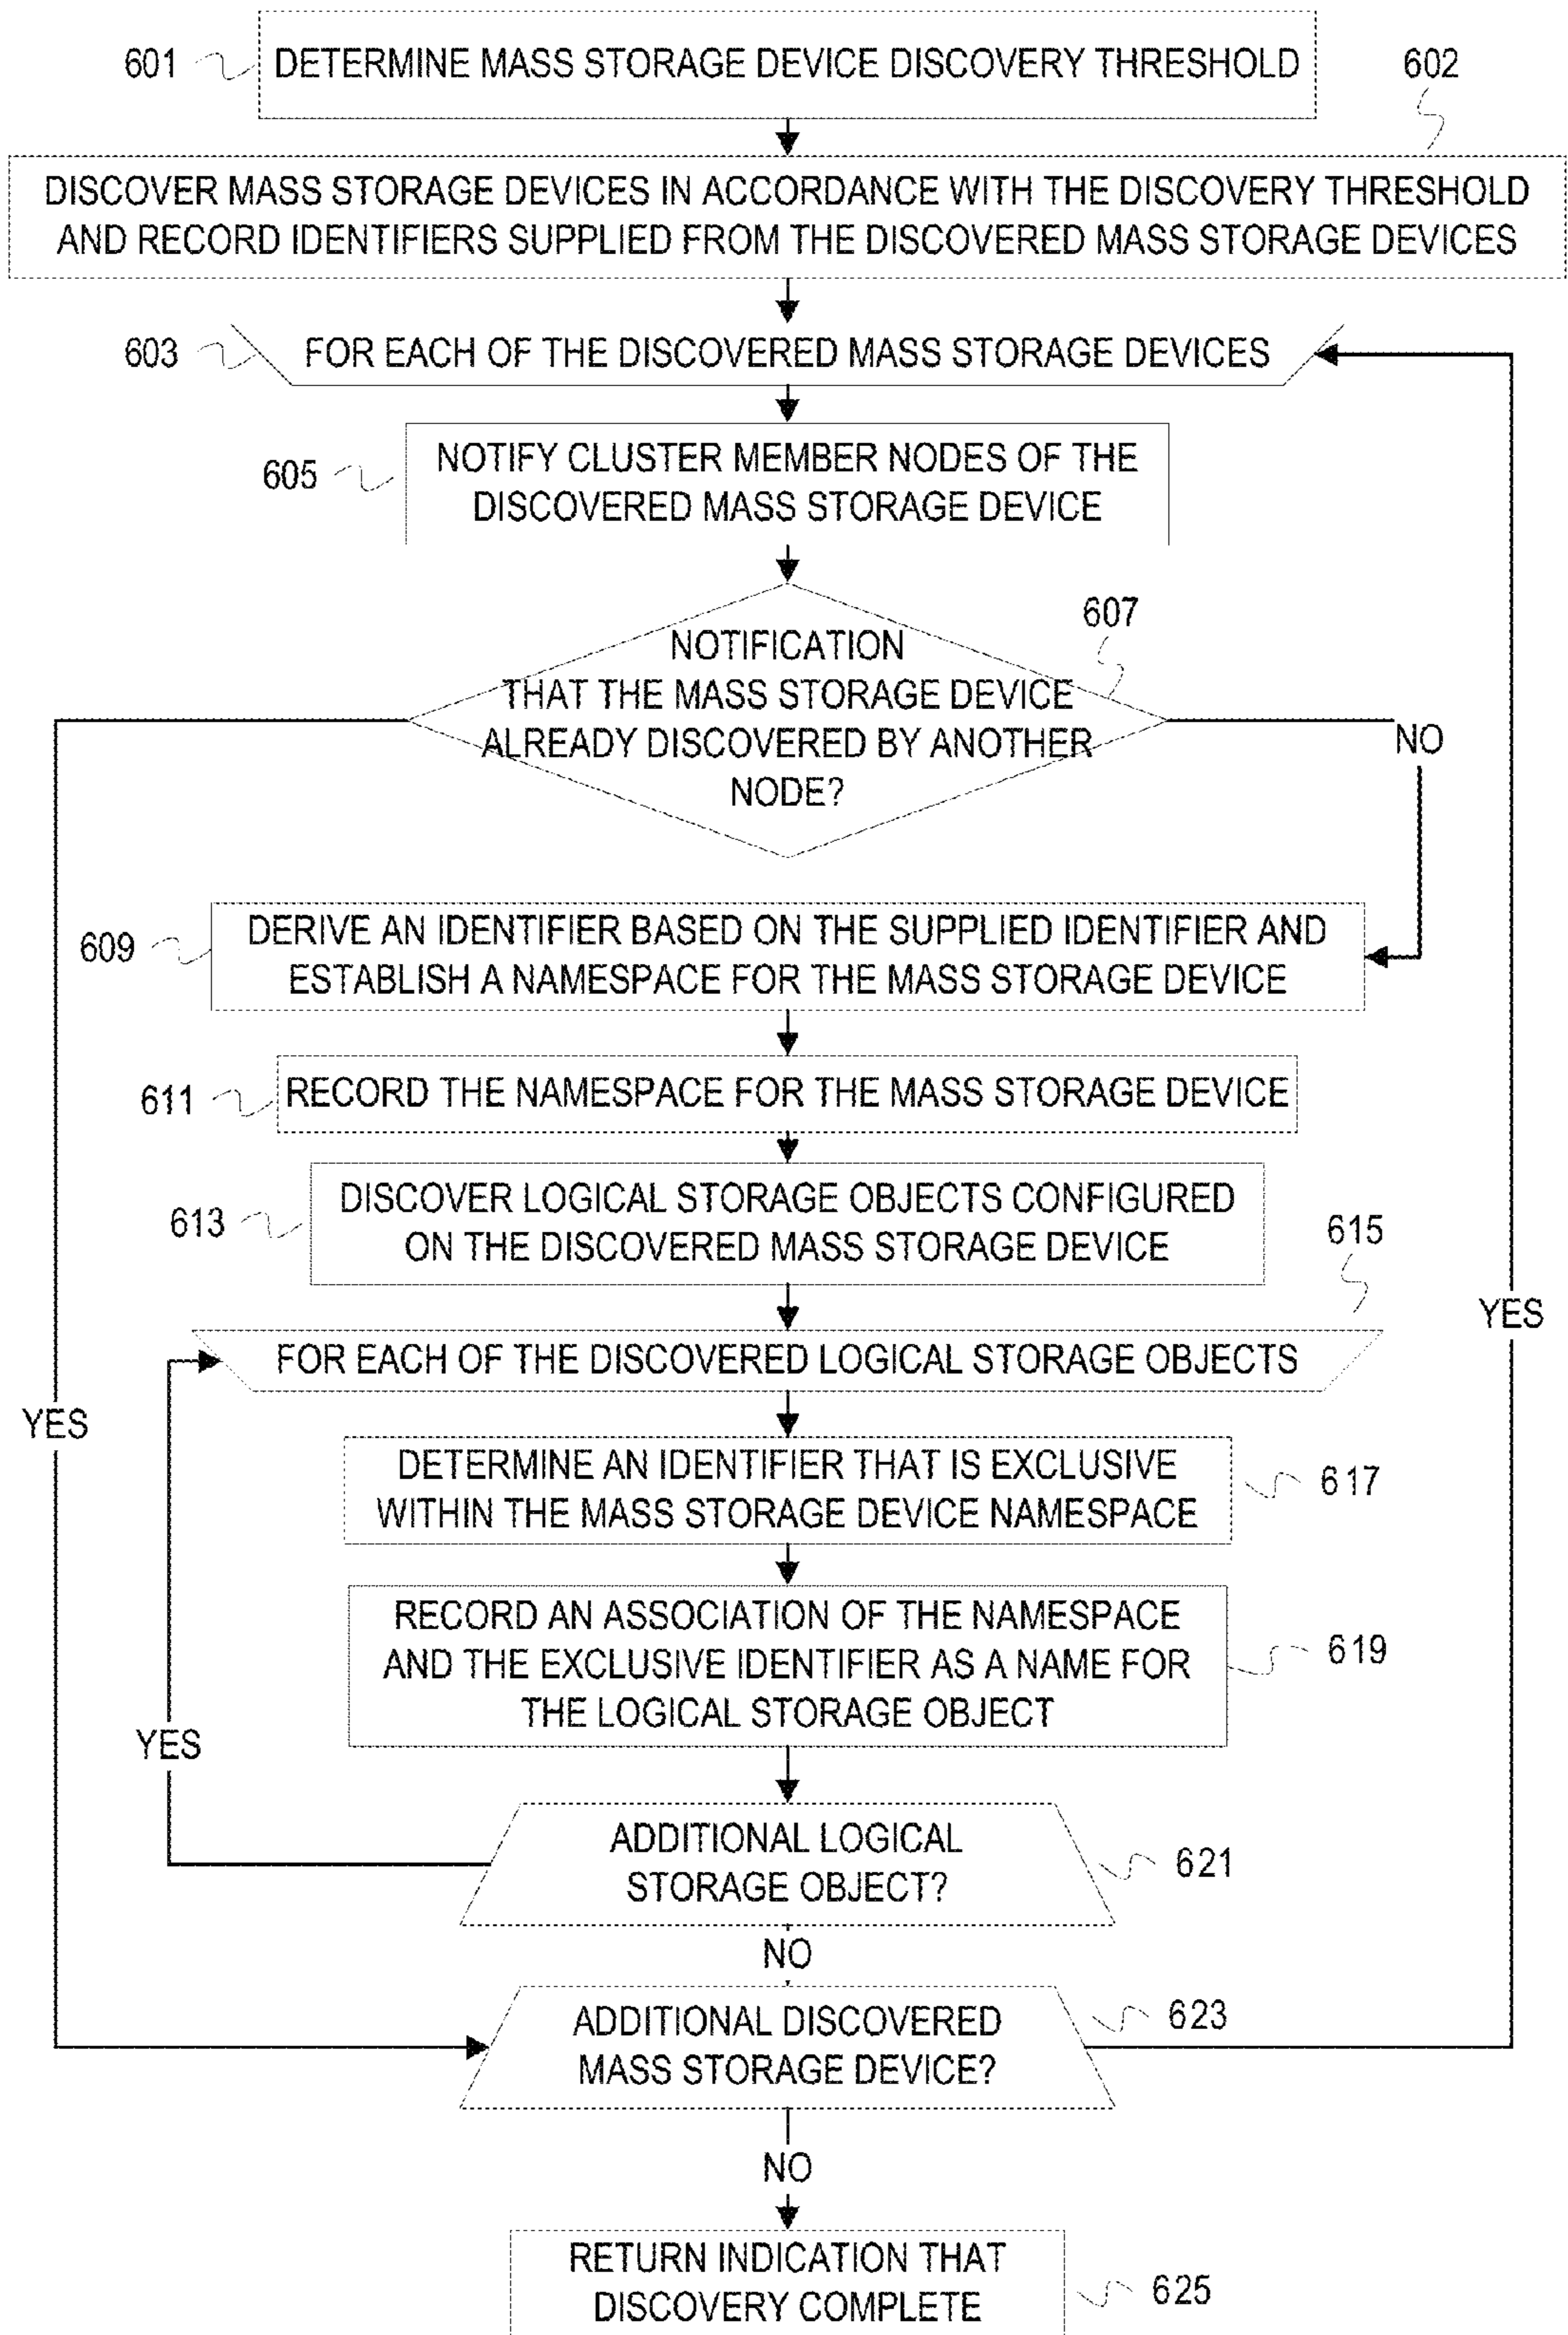 601
DETERMINE MASS STORAGE DEVICE DISCOVERY THRESHOLD
602
DISCOVER MASS STORAGE DEVICES IN ACCORDANCE WITH THE DISCOVERY THRESHOLD
AND RECORD IDENTIFIERS SUPPLIED FROM THE DISCOVERED MASS STORAGE DEVICES
603
FOR EACH OF THE DISCOVERED MASS STORAGE DEVICES
605
NOTIFY CLUSTER MEMBER NODES OF THE
DISCOVERED MASS STORAGE DEVICE
607
NOTIFICATION
THAT THE MASS STORAGE DEVICE
ALREADY DISCOVERED BY ANOTHER
NODE?
NO
609
DERIVE AN IDENTIFIER BASED ON THE SUPPLIED IDENTIFIER AND
ESTABLISH A NAMESPACE FOR THE MASS STORAGE DEVICE
611
RECORD THE NAMESPACE FOR THE MASS STORAGE DEVICE
613
DISCOVER LOGICAL STORAGE OBJECTS CONFIGURED
ON THE DISCOVERED MASS STORAGE DEVICE
615
YES
FOR EACH OF THE DISCOVERED LOGICAL STORAGE OBJECTS
YES
DETERMINE AN IDENTIFIER THAT IS EXCLUSIVE
WITHIN THE MASS STORAGE DEVICE NAMESPACE
617
RECORD AN ASSOCIATION OF THE NAMESPACE
AND THE EXCLUSIVE IDENTIFIER AS A NAME FOR
THE LOGICAL STORAGE OBJECT
619
YES
ADDITIONAL LOGICAL
STORAGE OBJECT?
621
NO
ADDITIONAL DISCOVERED
MASS STORAGE DEVICE?
623
NO
RETURN INDICATION THAT
DISCOVERY COMPLETE
625